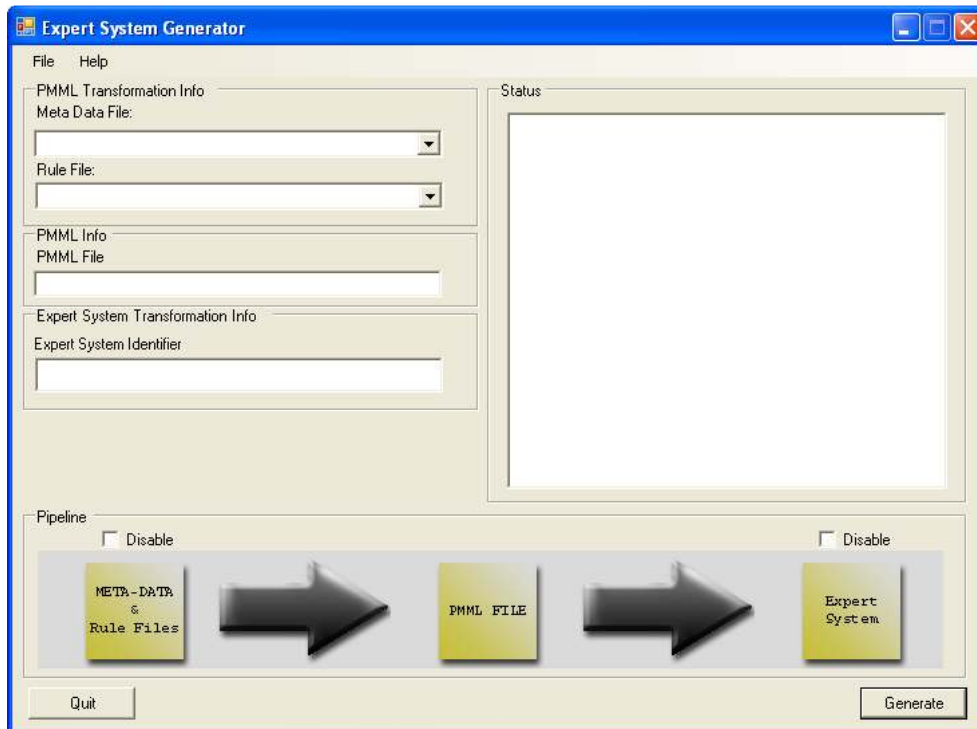 Expert System Generator
File Help
PMML Transformation Info
Meta Data File:
Rule File:
PMML Info
PMML File
Expert System Transformation Info
Expert System Identifier
Status
Pipeline
Disable
Disable
META-DATA
&
Rule Files
PMML FILE
Expert
System
Quit
Generate